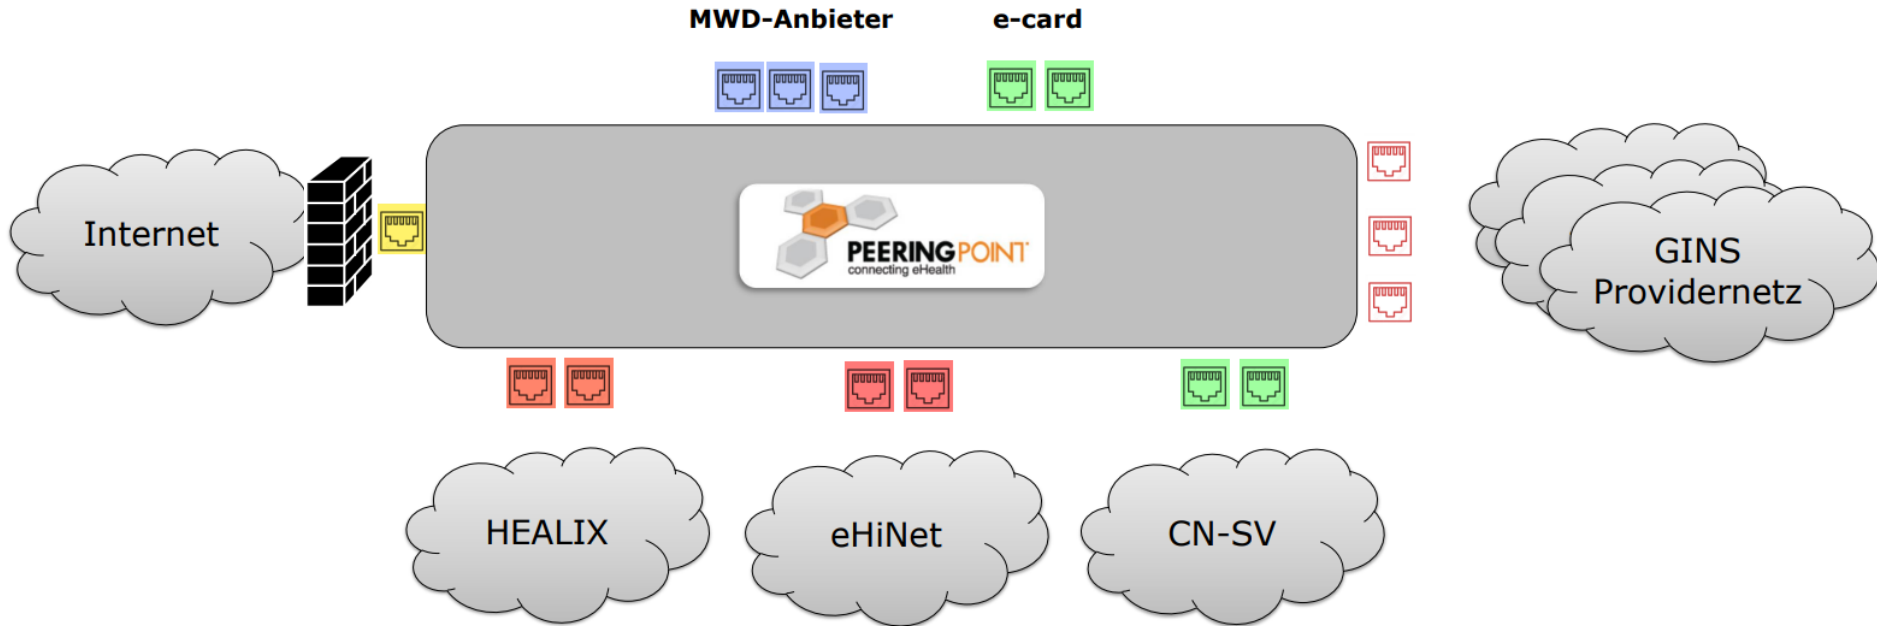 MWD-Anbieter
e-card
Internet
PEERINGPOINT
connecting eHealth
GINS
Providernetz
HEALIX
eHiNet
CN-SV